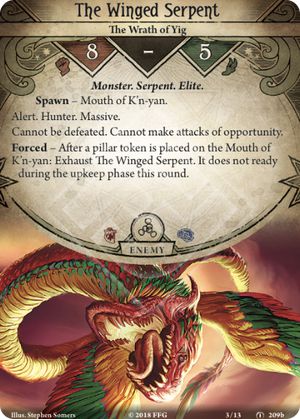 The Winged Serpent
The Wrath of Yig
8 – 5
Monster. Serpent. Elite.
Spawn – Mouth of K'n-yan.
Alert. Hunter. Massive.
Cannot be defeated. Cannot make attacks of opportunity.
Forced – After a pillar token is placed on the Mouth of
K'n-yan: Exhaust The Winged Serpent. It does not ready
during the upkeep phase this round.
ENEMY
Illus. Stephen Somers © 2018 FFG 3/13 209b